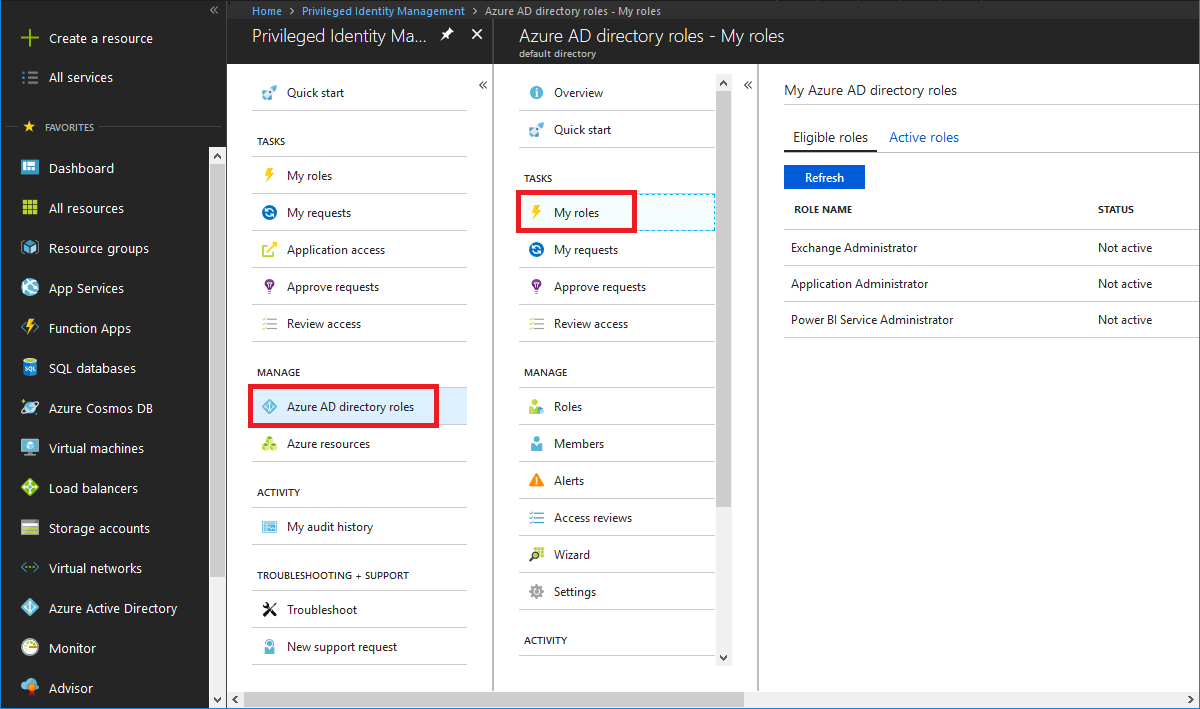 Home > Privileged Identity Management > Azure AD directory roles - My roles
Create a resource
All services
FAVORITES
Dashboard
All resources
Resource groups
App Services
Function Apps
SQL databases
Azure Cosmos DB
Virtual machines
Load balancers
Storage accounts
Virtual networks
Azure Active Directory
Monitor
Advisor
Privileged Identity Ma...
Quick start
TASKS
My roles
My requests
Application access
Approve requests
Review access
MANAGE
Azure AD directory roles
Azure resources
ACTIVITY
My audit history
TROUBLESHOOTING + SUPPORT
Troubleshoot
New support request
Azure AD directory roles - My roles
default directory
Overview
Quick start
TASKS
My roles
My requests
Approve requests
Review access
MANAGE
Roles
Members
Alerts
Access reviews
Wizard
Settings
ACTIVITY
My Azure AD directory roles
Eligible roles Active roles
Refresh
ROLE NAME STATUS
Exchange Administrator Not active
Application Administrator Not active
Power BI Service Administrator Not active